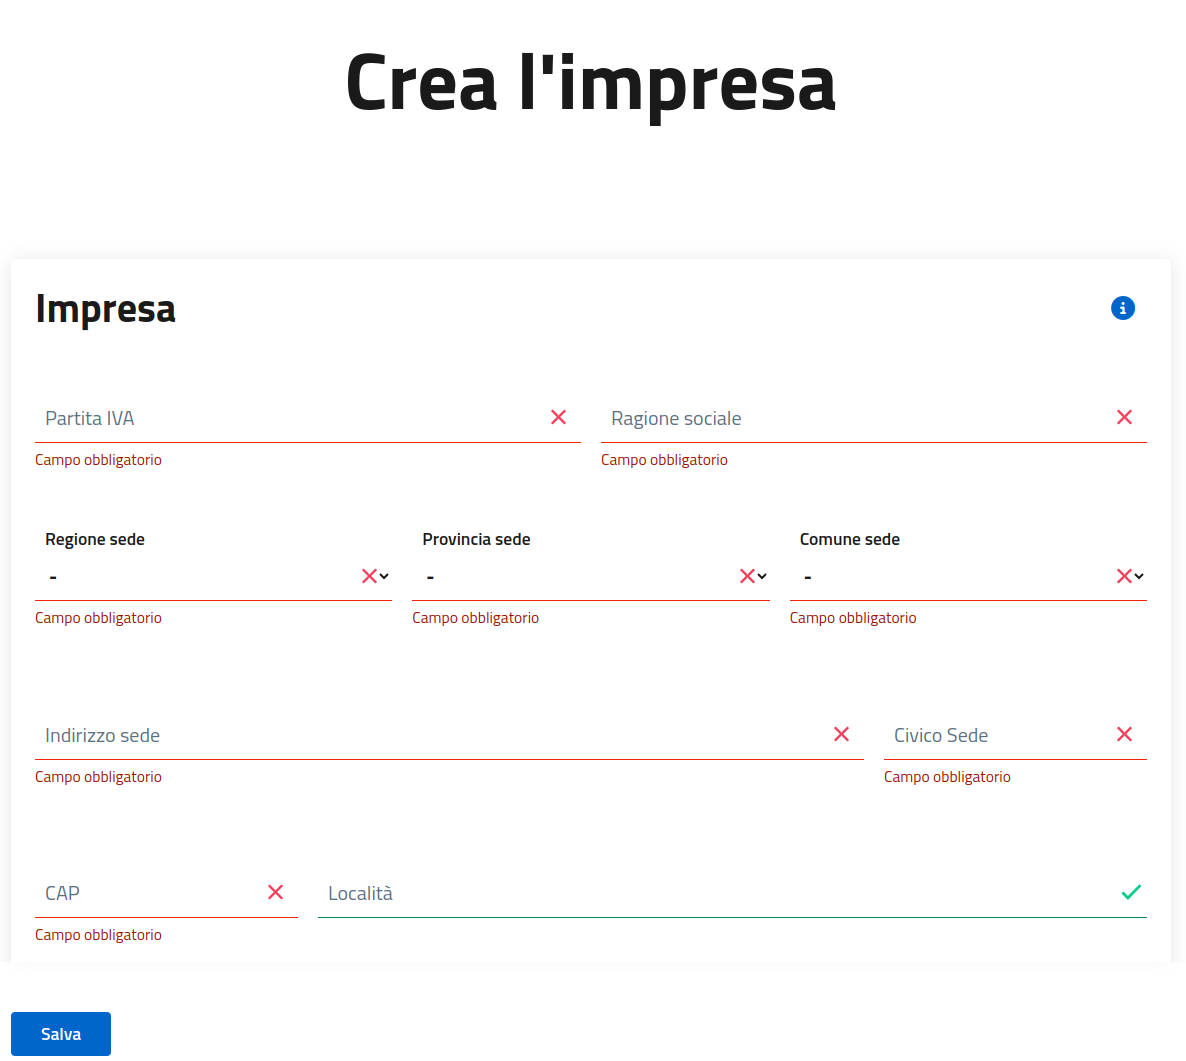 Crea l'impresa
Impresa
Partita IVA
Ragione sociale
Campo obbligatorio
Campo obbligatorio
Regione sede
Provincia sede
Comune sede
-
-
-
Campo obbligatorio
Campo obbligatorio
Campo obbligatorio
Indirizzo sede
Civico Sede
Campo obbligatorio
Campo obbligatorio
CAP
Località
Campo obbligatorio
Salva